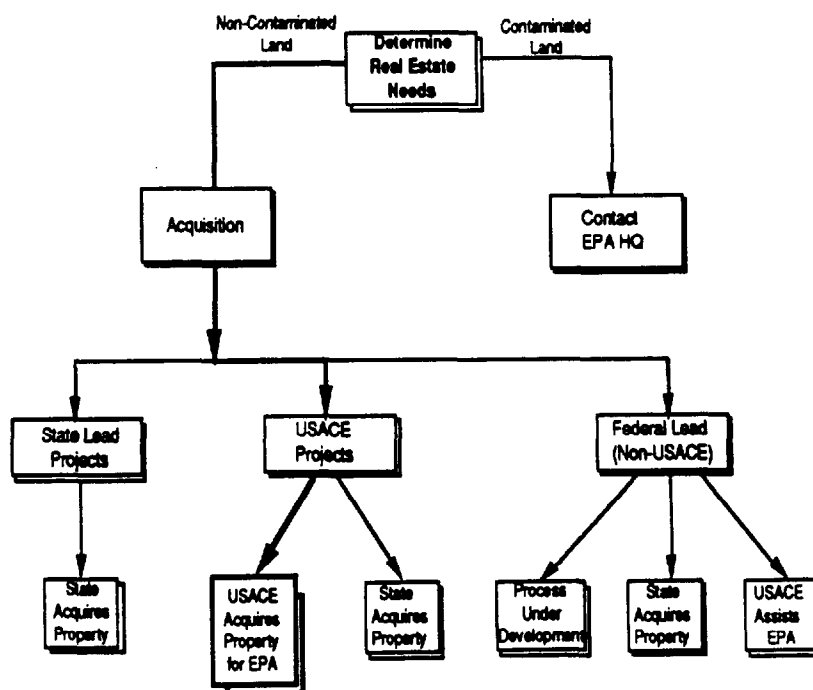 Non-Contaminated
Land
Determine
Real Estate
Needs
Contaminated
Land
Acquisition
Contact
EPA HQ
State Lead
Projects
USACE
Projects
Federal Lead
(Non-USACE)
State
Acquires
Property
USACE
Acquires
Property
for EPA
State
Acquires
Property
Process
Under
Development
State
Acquires
Property
USACE
Assists
EPA